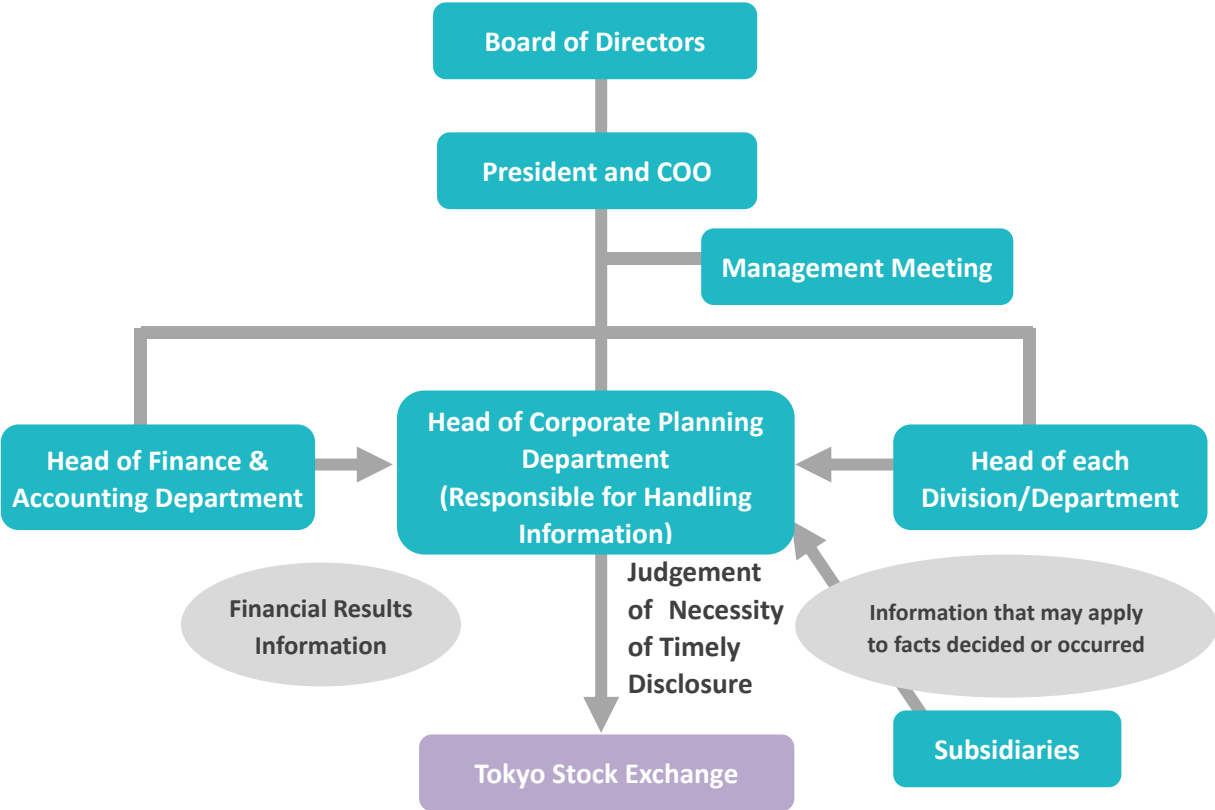 Board of Directors
President and COO
Management Meeting
Head of Finance &
Accounting Department
Head of Corporate Planning
Department
(Responsible for Handling
Information)
Head of each
Division/Department
Financial Results
Information
Judgement
of Necessity
of Timely
Disclosure
Information that may apply
to facts decided or occurred
Subsidiaries
Tokyo Stock Exchange